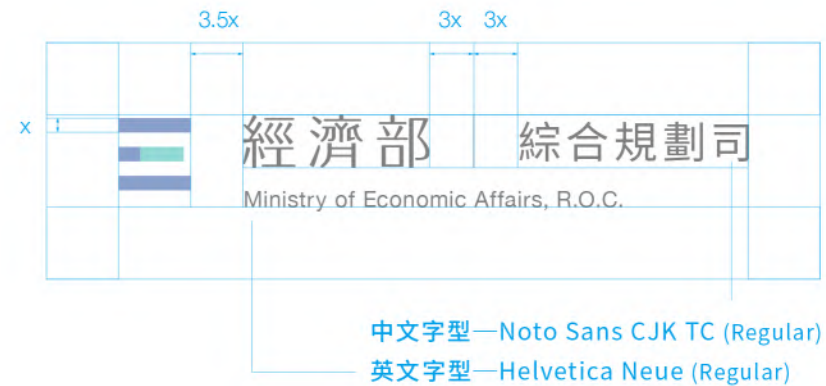 3.5x 3x 3x
x
經濟部 綜合規劃司
Ministry of Economic Affairs, R.O.C.
中文字型—Noto Sans CJK TC (Regular)
英文字型—Helvetica Neue (Regular)